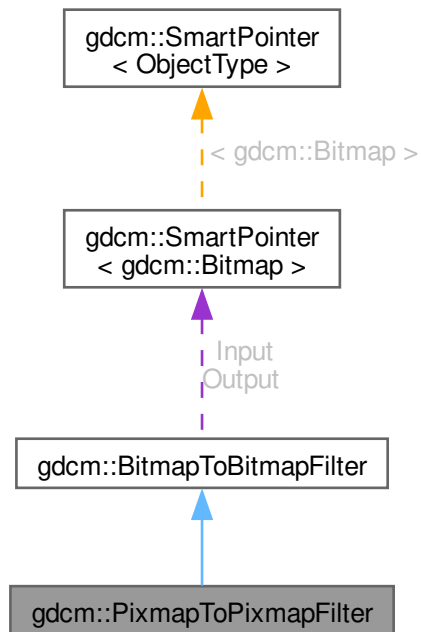 gdcm::SmartPointer
< ObjectType >
< gdcm::Bitmap >
gdcm::SmartPointer
< gdcm::Bitmap >
Input
Output
gdcm::BitmapToBitmapFilter
gdcm::PixmapToPixmapFilter